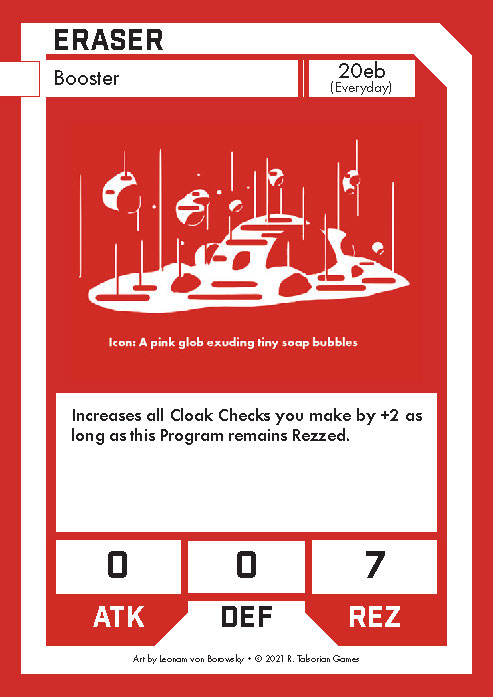 ERASER
Booster
20eb
(Everyday)
Icon: A pink glob exuding tiny soap bubbles
Increases all Cloak Checks you make by +2 as
long as this Program remains Rezzed.
0 0 7
ATK DEF REZ
Art by Leonam von Borowsky • © 2021 R. Talsorian Games